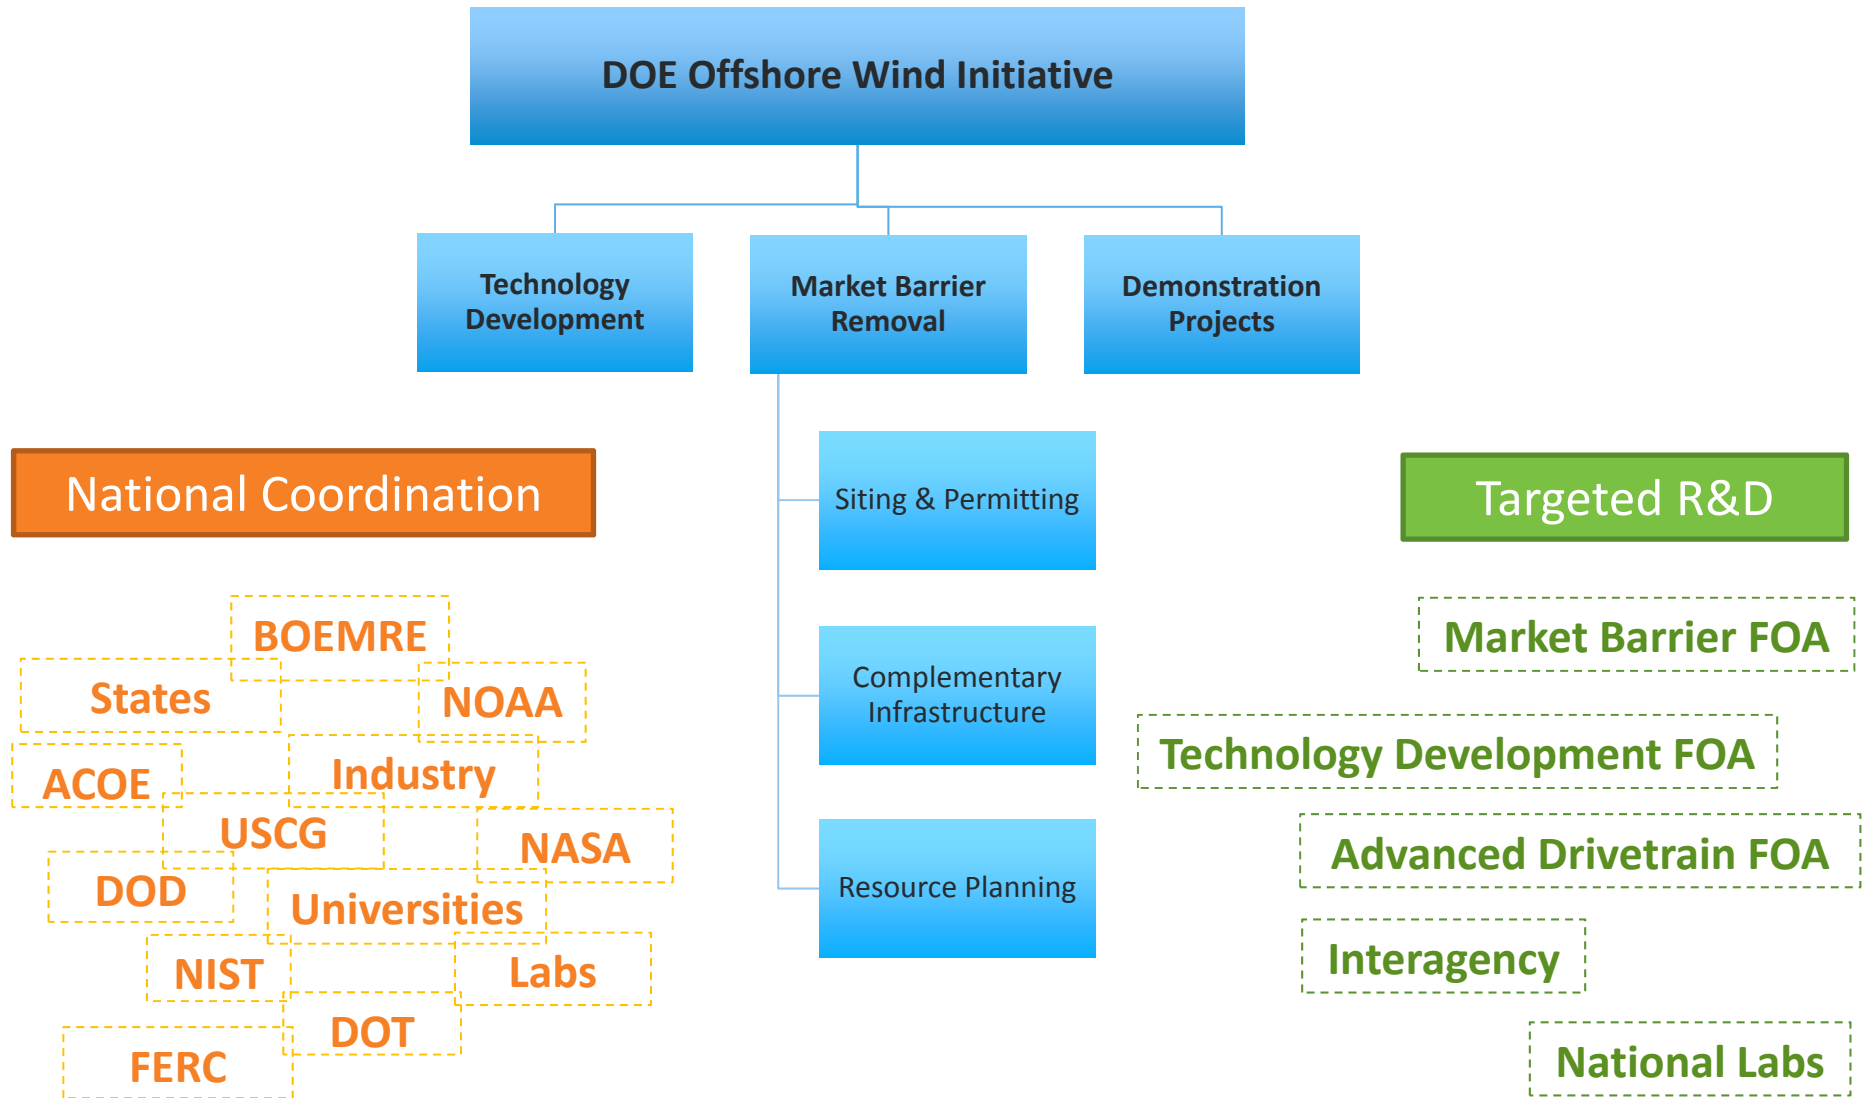 DOE Offshore Wind Initiative
Technology
Development
Market Barrier
Removal
Demonstration
Projects
Siting & Permitting
Complementary
Infrastructure
Resource Planning
National Coordination
BOEMRE
States
NOAA
ACOE
Industry
USCG
NASA
DOD
Universities
NIST
Labs
DOT
FERC
Targeted R&D
Market Barrier FOA
Technology Development FOA
Advanced Drivetrain FOA
Interagency
National Labs